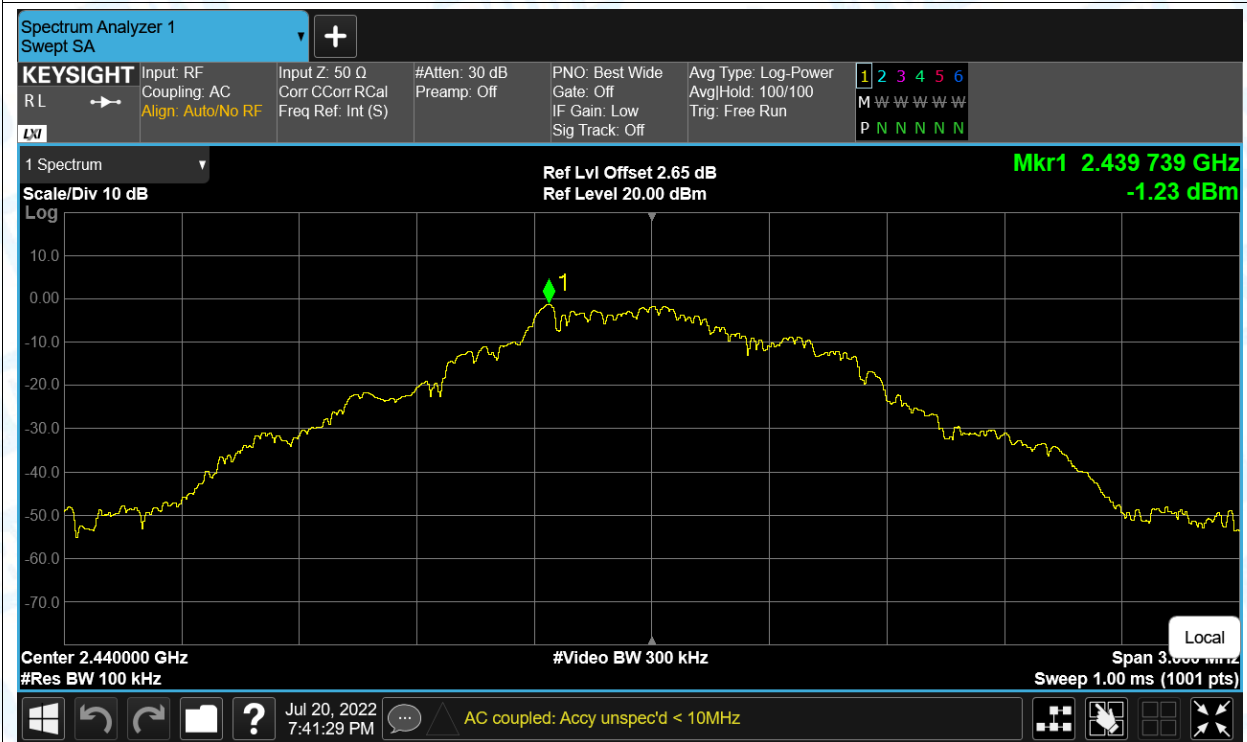 Spectrum Analyzer 1
Swept SA
KEYSIGHT
R L
LXI
Input: RF
Coupling: AC
Align: Auto/No RF
Input Z: 50 Ω
Corr CCorr RCal
Freq Ref: Int (S)
#Atten: 30 dB
Preamp: Off
PNO: Best Wide
Gate: Off
IF Gain: Low
Sig Track: Off
Avg Type: Log-Power
Avg|Hold: 100/100
Trig: Free Run
1 2 3 4 5 6
M W W W W W
P N N N N N
1 Spectrum
Scale/Div 10 dB
Log
Ref Lvl Offset 2.65 dB
Ref Level 20.00 dBm
Mkr1 2.439 739 GHz
-1.23 dBm
1
10.0
0.00
-10.0
-20.0
-30.0
-40.0
-50.0
-60.0
-70.0
Local
Center 2.440000 GHz
#Res BW 100 kHz
#Video BW 300 kHz
Span
Sweep 1.00 ms (1001 pts)
?
Jul 20, 2022
7:41:29 PM
AC coupled: Accy unspec'd < 10MHz